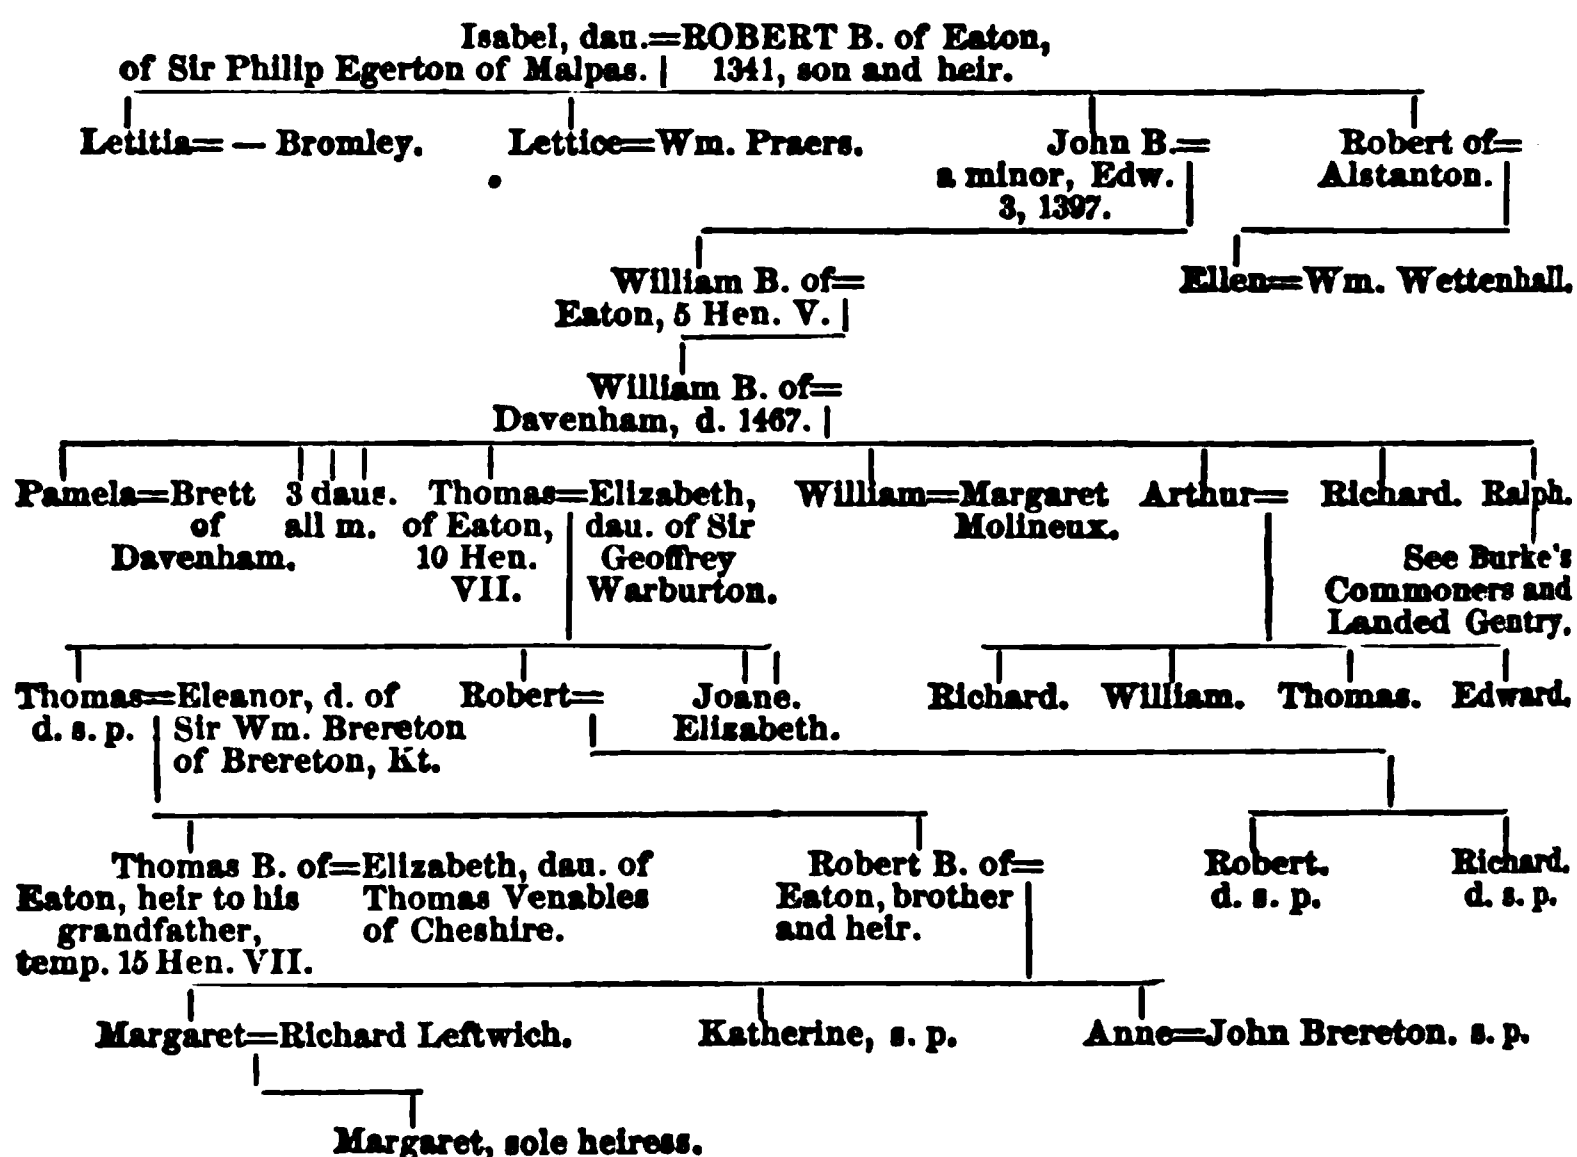 Isabel, dau.=ROBERT B. of Eaton,
of Sir Philip Egerton of Malpas. | 1341, son and heir.
Letitia= — Bromley. Lettice=Wm. Praers. John B.= Robert of=
a minor, Edw. Alstanton.
3, 1397.
William B. of= Ellen=Wm. Wettenhall.
Eaton, 5 Hen. V.
William B. of=
Davenham, d. 1467.
Pamela=Brett 3 daus. Thomas=Elizabeth, William=Margaret Arthur= Richard. Ralph.
of all m. of Eaton, dau. of Sir Molineux.
Davenham. 10 Hen. Geoffrey See Burke's
VII. Warburton. Commoners and
Landed Gentry.
Thomas=Eleanor, d. of Robert= Joane. Richard. William. Thomas. Edward.
d. s. p. Sir Wm. Brereton Elizabeth.
of Brereton, Kt.
Thomas B. of=Elizabeth, dau. of Robert B. of= Robert. Richard.
Eaton, heir to his Thomas Venables Eaton, brother d. s. p. d. s. p.
grandfather, of Cheshire. and heir.
temp. 15 Hen. VII.
Margaret=Richard Leftwich. Katherine, s. p. Anne=John Brereton. s. p.
Margaret, sole heiress.